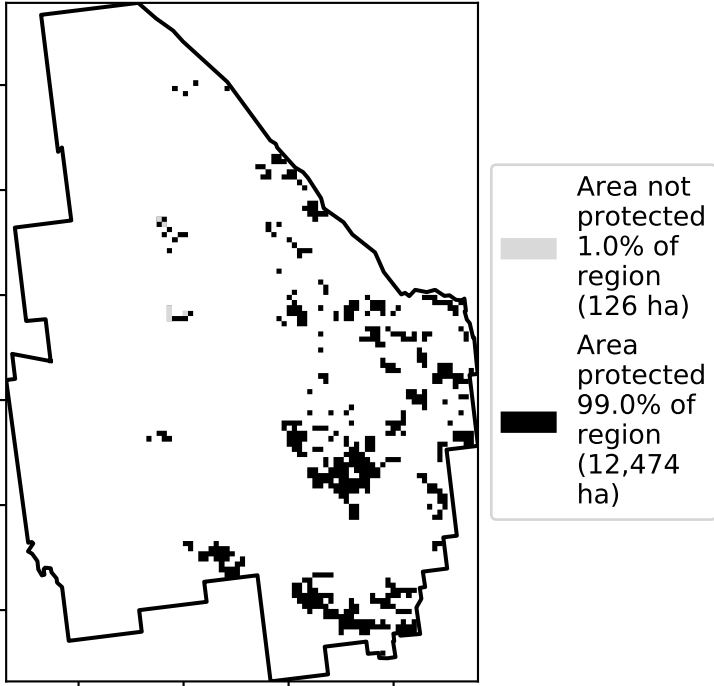 Area not
protected
1.0% of
region
(126 ha)
Area
protected
99.0% of
region
(12,474
ha)